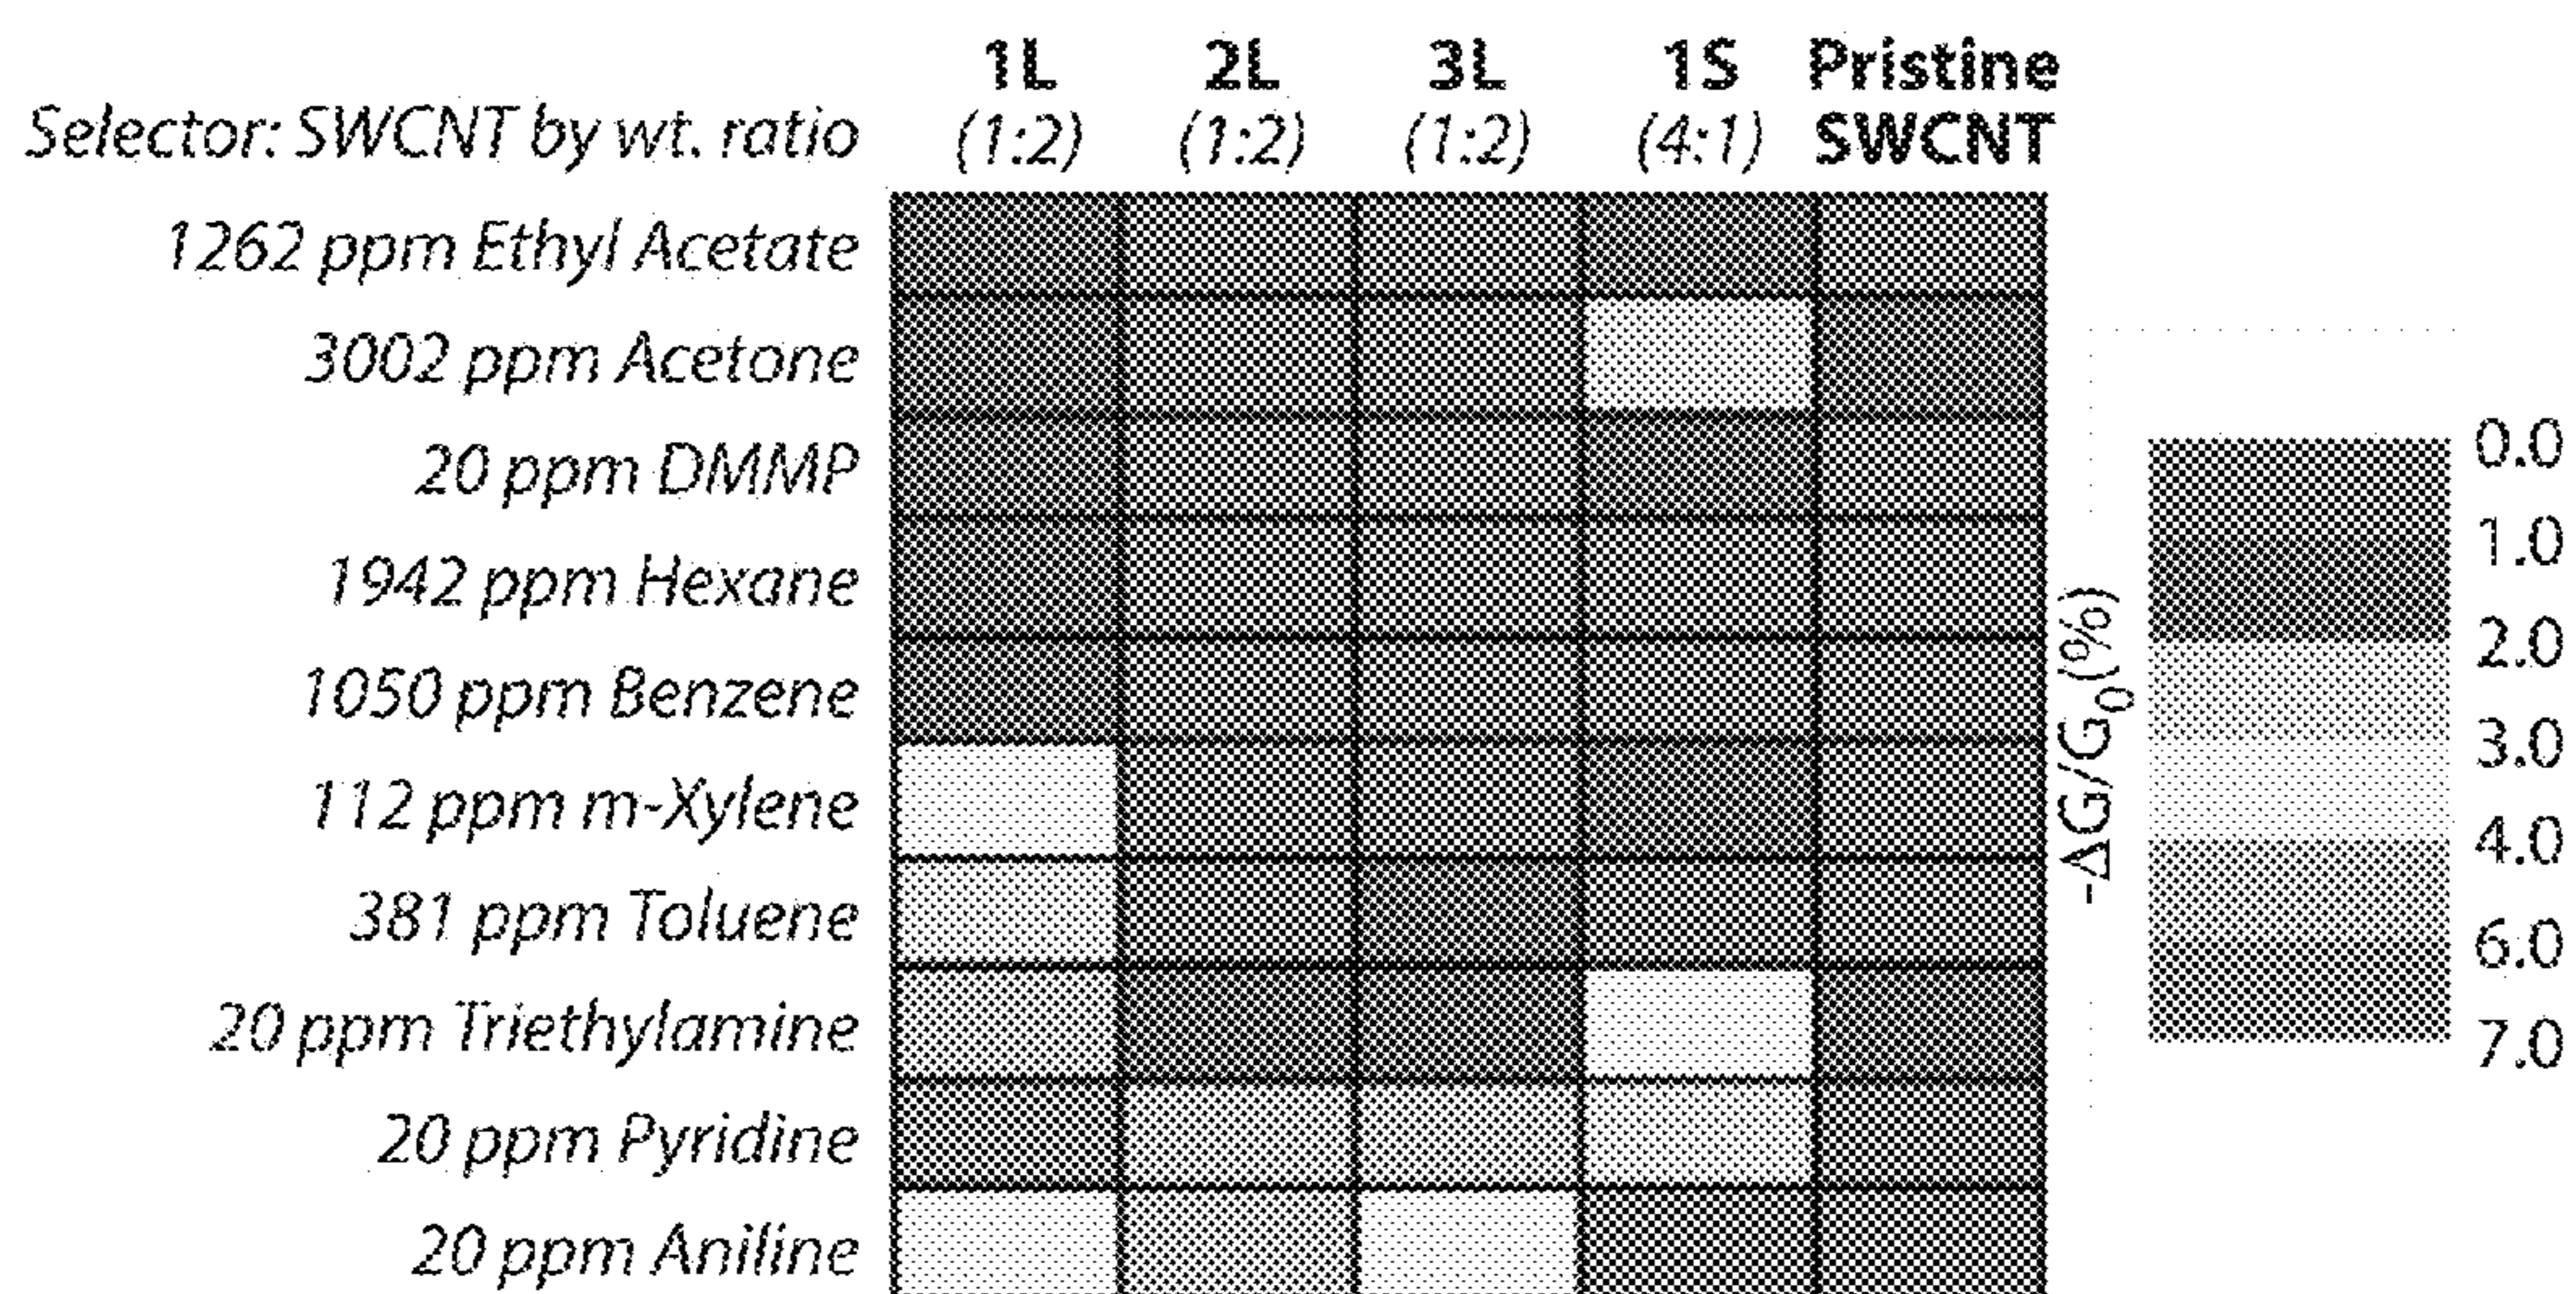 1L 2L 3L 1S Pristine
Selector: SWCNT by wt. ratio (1:2) (1:2) (1:2) (4:1) SWCNT
1262 ppm Ethyl Acetate
3002 ppm Acetone
20 ppm DMMP
1942 ppm Hexane
1050 ppm Benzene
112 ppm m-Xylene
381 ppm Toluene
20 ppm Triethylamine
20 ppm Pyridine
20 ppm Aniline
-ΔG/G₀(%)
0.0
1.0
2.0
3.0
4.0
6.0
7.0